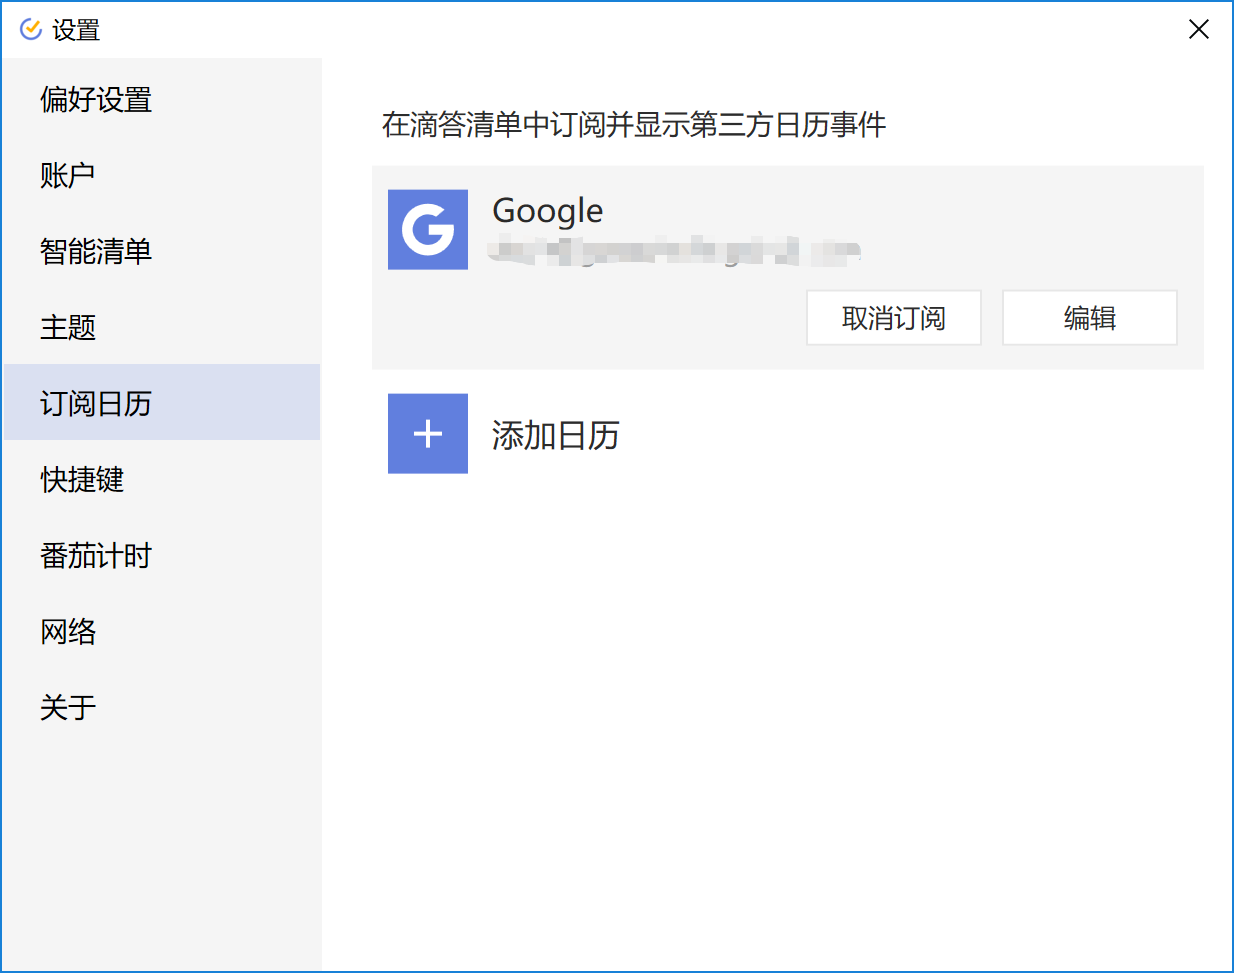 设置
偏好设置
账户
智能清单
主题
订阅日历
快捷键
番茄计时
网络
关于
在滴答清单中订阅并显示第三方日历事件
Google
取消订阅
编辑
添加日历